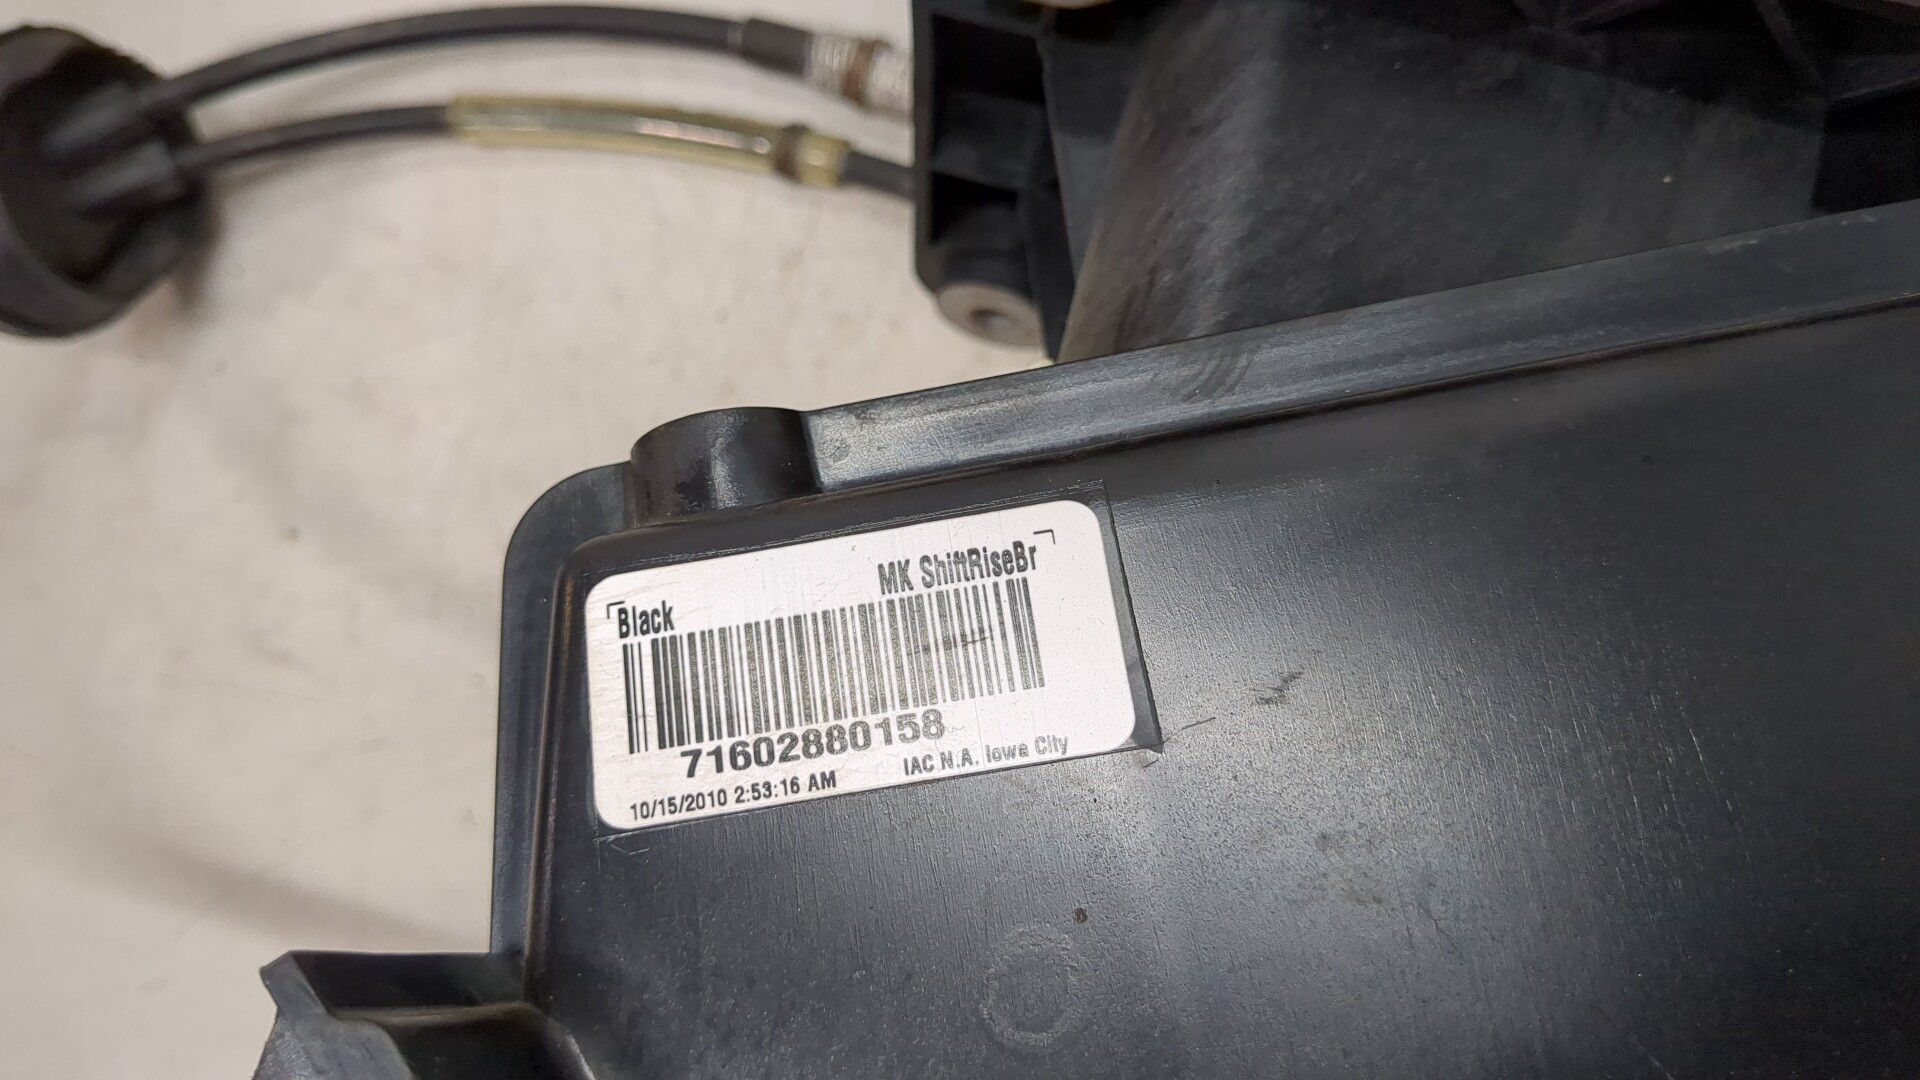 Black MK ShiftRiseBr
71602880158
10/15/2010 2:53:16 AM IAC N.A. Iowa City